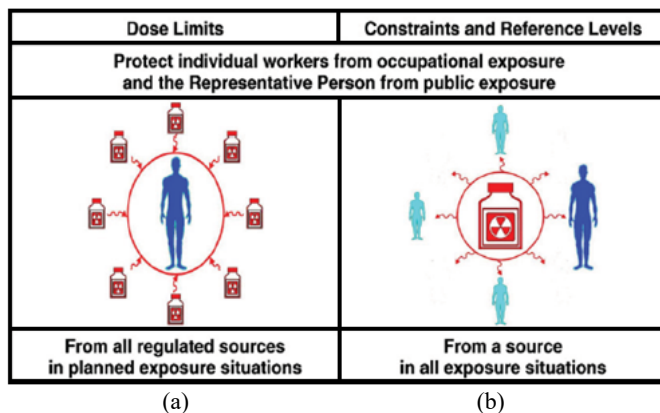 Dose Limits
Constraints and Reference Levels
Protect individual workers from occupational exposure
and the Representative Person from public exposure
From all regulated sources
in planned exposure situations
From a source
in all exposure situations
(a)
(b)